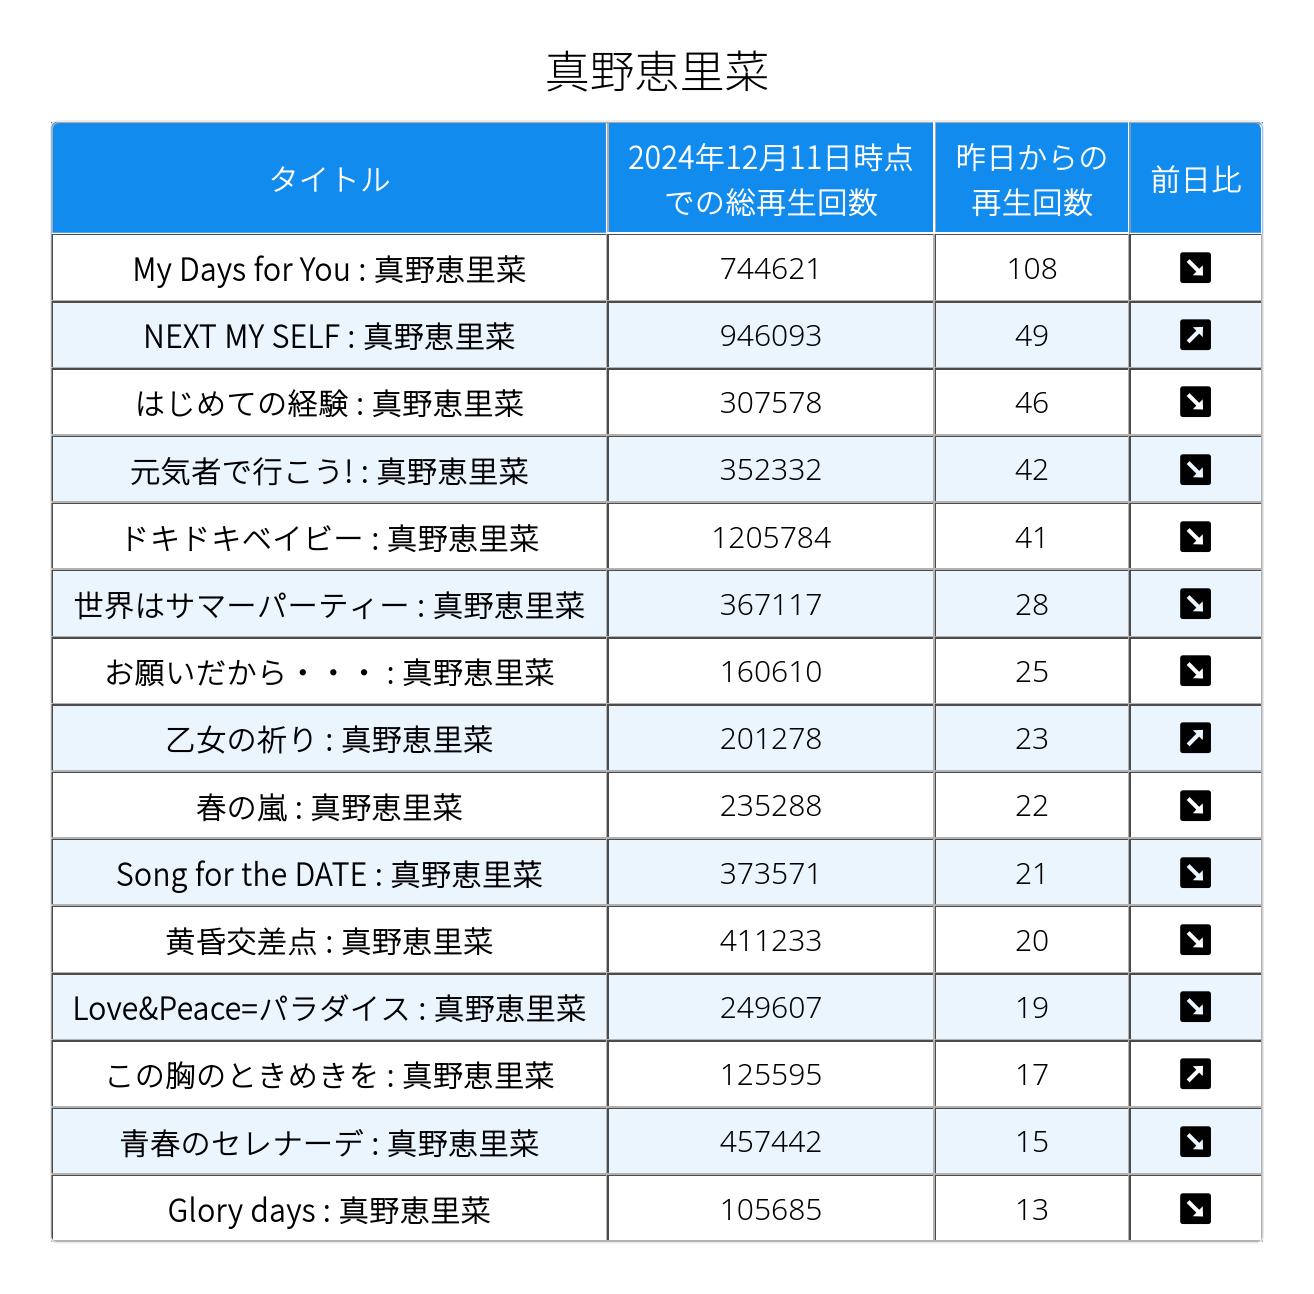 真野恵里菜
タイトル 2024年12月11日時点での総再生回数 昨日からの再生回数 前日比
My Days for You : 真野恵里菜 744621 108 ↘
NEXT MY SELF : 真野恵里菜 946093 49 ↗
はじめての経験 : 真野恵里菜 307578 46 ↘
元気者で行こう! : 真野恵里菜 352332 42 ↘
ドキドキベイビー : 真野恵里菜 1205784 41 ↘
世界はサマーパーティー : 真野恵里菜 367117 28 ↘
お願いだから・・・ : 真野恵里菜 160610 25 ↘
乙女の祈り : 真野恵里菜 201278 23 ↗
春の嵐 : 真野恵里菜 235288 22 ↘
Song for the DATE : 真野恵里菜 373571 21 ↘
黄昏交差点 : 真野恵里菜 411233 20 ↘
Love&Peace=パラダイス : 真野恵里菜 249607 19 ↘
この胸のときめきを : 真野恵里菜 125595 17 ↗
青春のセレナーデ : 真野恵里菜 457442 15 ↘
Glory days : 真野恵里菜 105685 13 ↘